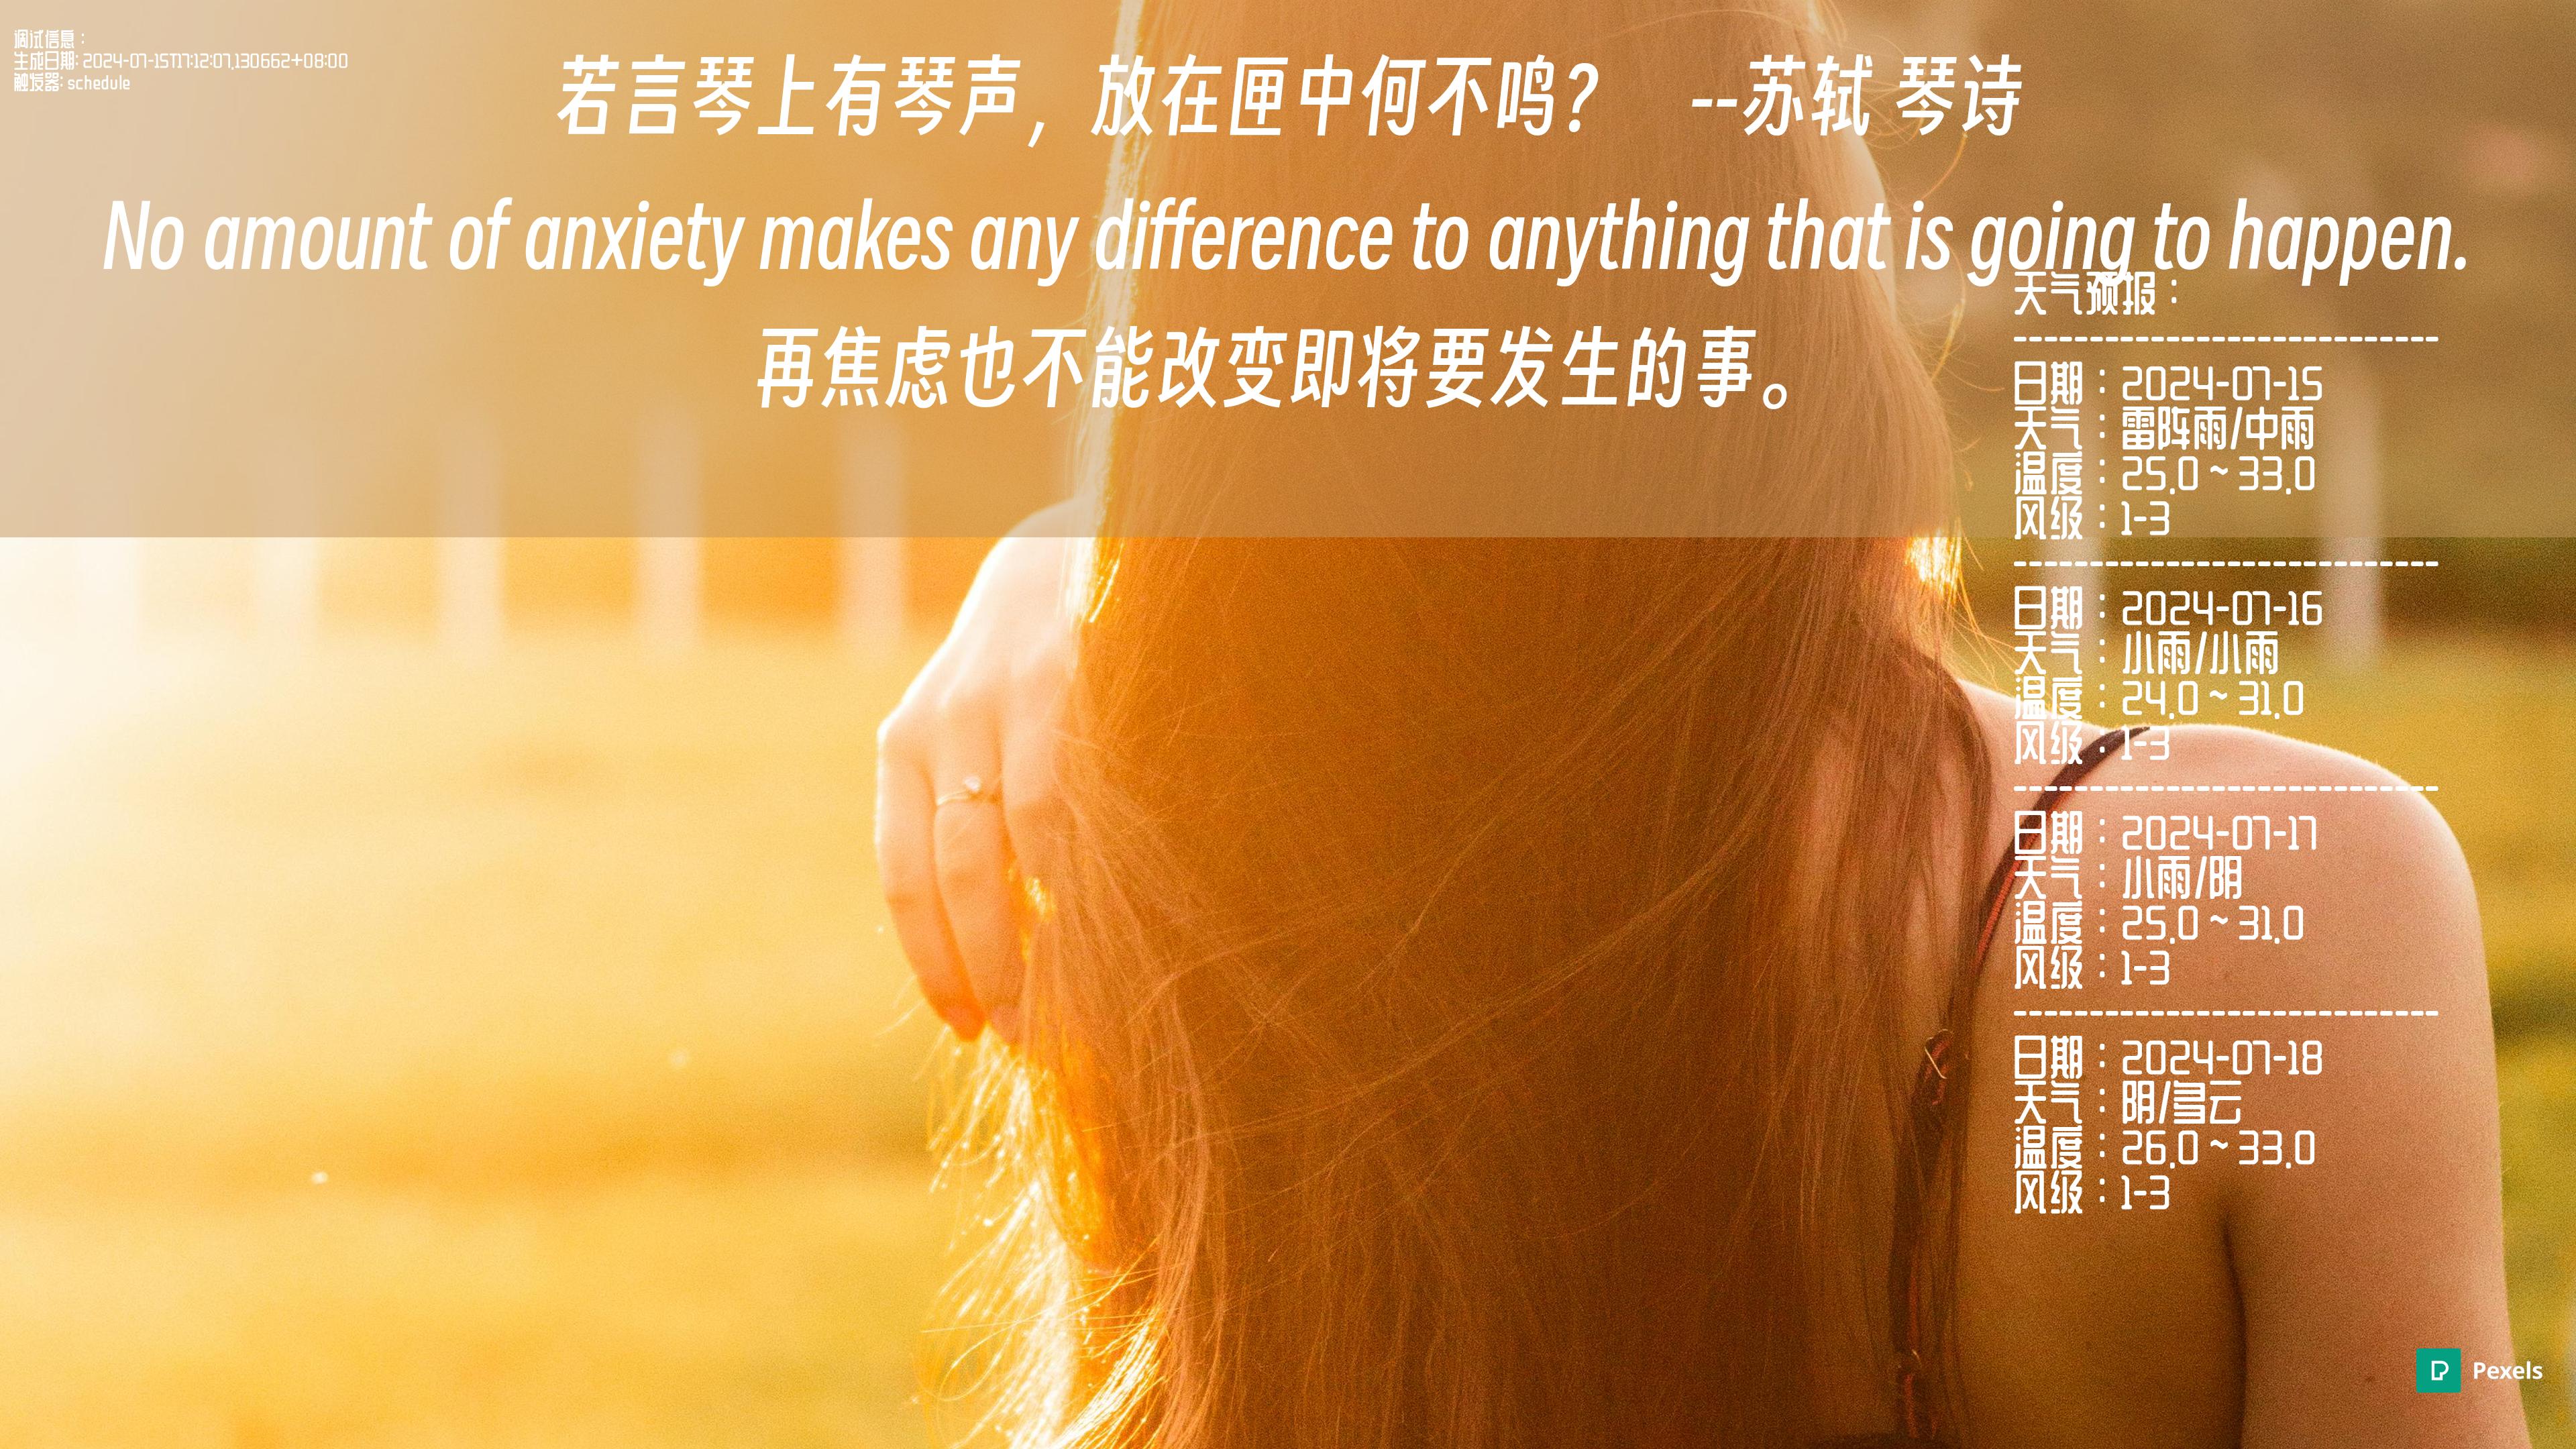 调试信息：
生成日期: 2024-07-15T17:12:07.130662+08:00
触发器: schedule
若言琴上有琴声，放在匣中何不鸣？ --苏轼 琴诗
No amount of anxiety makes any difference to anything that is going to happen.
再焦虑也不能改变即将要发生的事。
天气预报：
------------------------------
日期：2024-07-15
天气：雷阵雨/中雨
温度：25.0 ~ 33.0
风级：1-3
------------------------------
日期：2024-07-16
天气：小雨/小雨
温度：24.0 ~ 31.0
风级：1-3
------------------------------
日期：2024-07-17
天气：小雨/阴
温度：25.0 ~ 31.0
风级：1-3
------------------------------
日期：2024-07-18
天气：阴/多云
温度：26.0 ~ 33.0
风级：1-3
Pexels